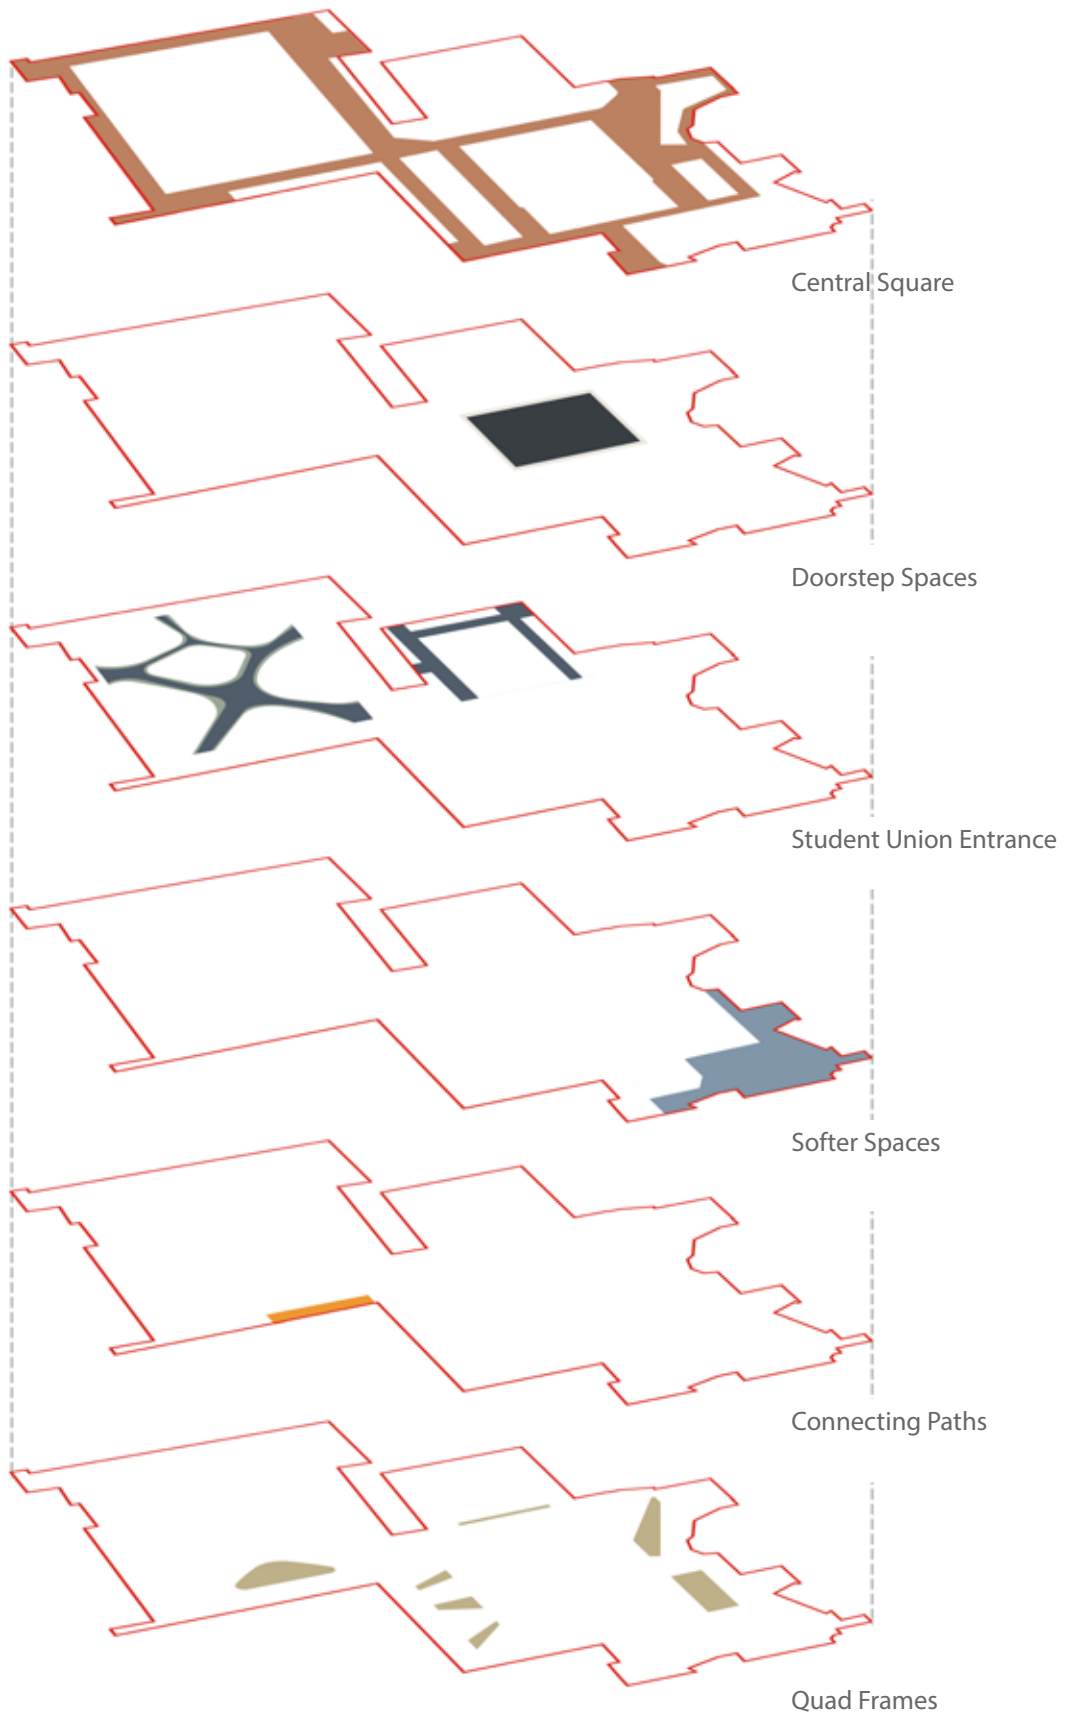 Central Square
Doorstep Spaces
Student Union Entrance
Softer Spaces
Connecting Paths
Quad Frames